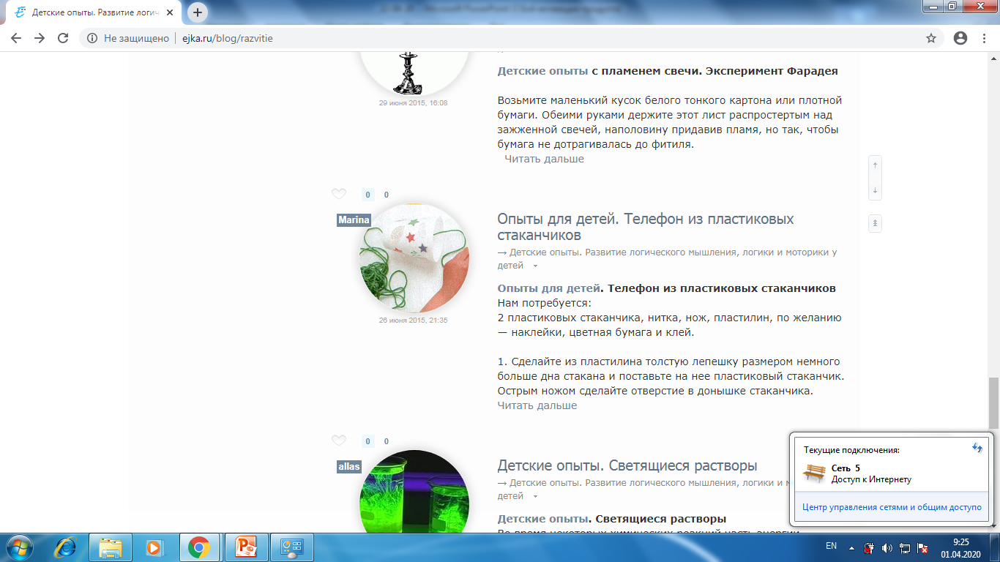 Детские опыты. Развитие логич
Не защищено
ejka.ru/blog/razvitie
Детские опыты с пламенем свечи. Эксперимент Фарадея
29 июня 2015, 16:08
Возьмите маленький кусок белого тонкого картона или плотной
бумаги. Обеими руками держите этот лист распростертым над
зажженной свечей, наполовину придавив пламя, но так, чтобы
бумага не дотрагивалась до фитиля.
Читать дальше
0 0
Marina
Опыты для детей. Телефон из пластиковых
стаканчиков
→ Детские опыты. Развитие логического мышления, логики и моторики у
детей
Опыты для детей. Телефон из пластиковых стаканчиков
Нам потребуется:
2 пластиковых стаканчика, нитка, нож, пластилин, по желанию
— наклейки, цветная бумага и клей.
26 июня 2015, 21:35
1. Сделайте из пластилина толстую лепешку размером немного
больше дна стакана и поставьте на нее пластиковый стаканчик.
Острым ножом сделайте отверстие в донышке стаканчика.
Читать дальше
0 0
allas
Детские опыты. Светящиеся растворы
→ Детские опыты. Развитие логического мышления, логики и
детей
Детские опыты. Светящиеся растворы
Текущие подключения:
Сеть 5
Доступ к Интернету
Центр управления сетями и общим доступо
EN
9:25
01.04.2020